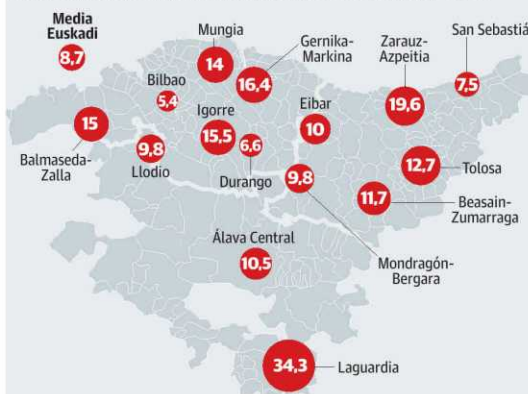 Media
Euskadi
8,7
Mungia
14
Gernika-
Markina
16,4
Zarauz-
Azpeitia
19,6
San Sebastiá
7,5
Bilbao
5,4
Igorre
15,5
Eibar
10
15
Balmaseda-
Zalla
9,8
Llodio
6,6
Durango
9,8
Mondragón-
Bergara
12,7
Tolosa
11,7
Beasain-
Zumarraga
Álava Central
10,5
34,3
Laguardia